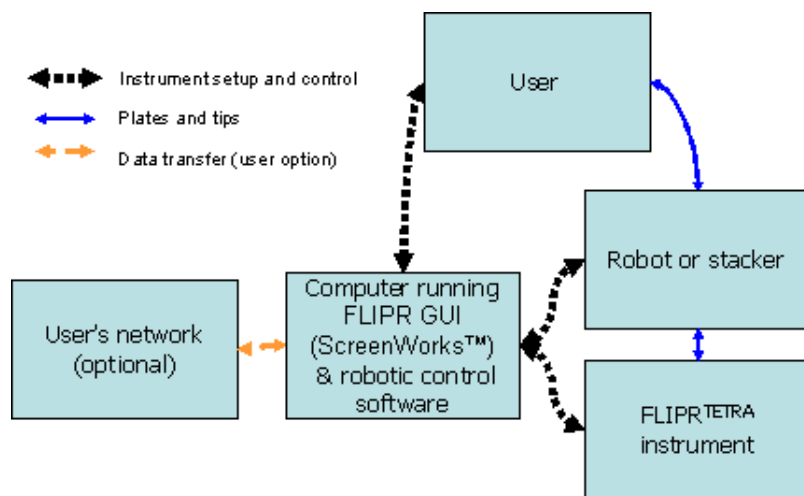 Instrument setup and control
Plates and tips
Data transfer (user option)
User
Robot or stacker
Computer running
FLIPR GUI
(ScreenWorks™)
& robotic control
software
User's network
(optional)
FLIPRTETRA
instrument